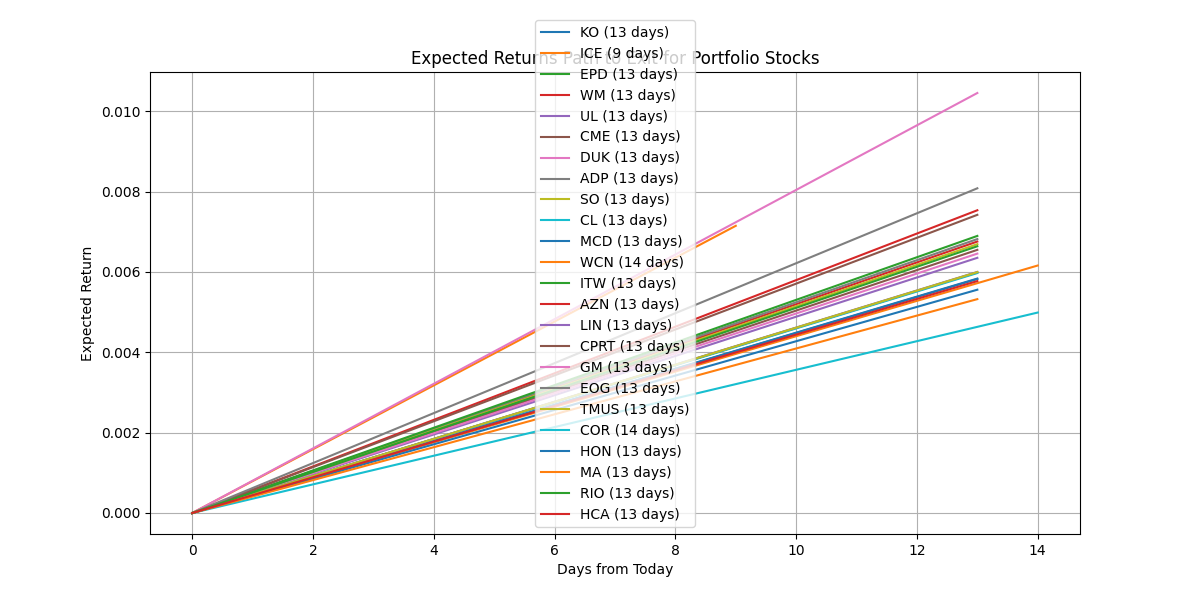 Expected Returns Path to Exit for Portfolio Stocks
KO (13 days)
ICE (9 days)
EPD (13 days)
WM (13 days)
UL (13 days)
CME (13 days)
DUK (13 days)
ADP (13 days)
SO (13 days)
CL (13 days)
MCD (13 days)
WCN (14 days)
ITW (13 days)
AZN (13 days)
LIN (13 days)
CPRT (13 days)
GM (13 days)
EOG (13 days)
TMUS (13 days)
COR (14 days)
HON (13 days)
MA (13 days)
RIO (13 days)
HCA (13 days)
Expected Return
0.010
0.008
0.006
0.004
0.002
0.000
0 2 4 6 8 10 12 14
Days from Today